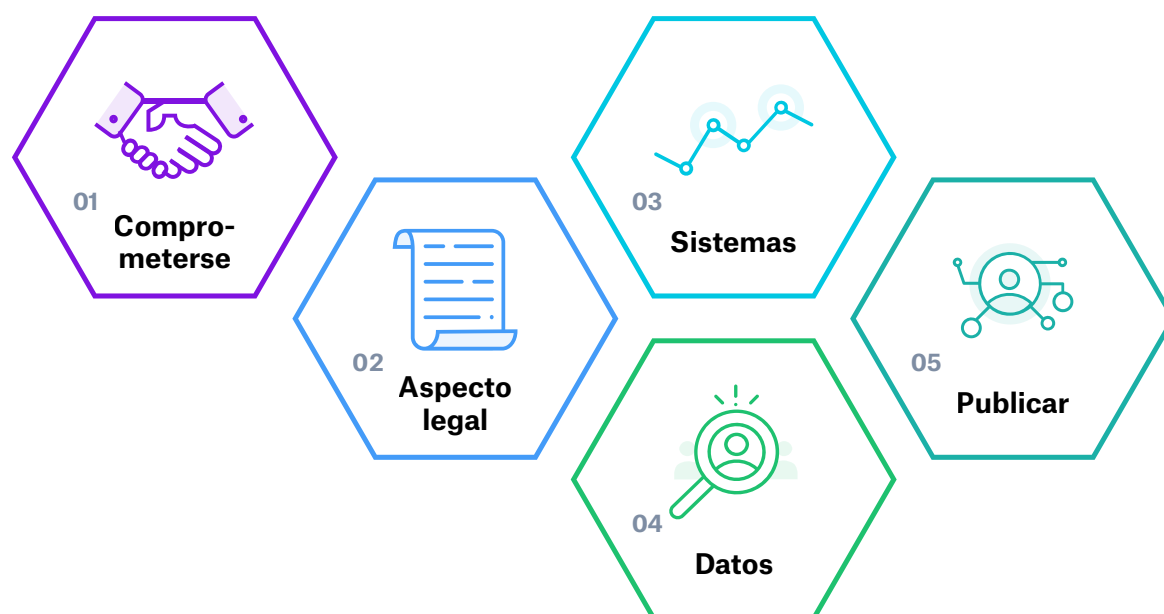 01
Compro-
meterse
02
Aspecto
legal
03
Sistemas
04
Datos
05
Publicar